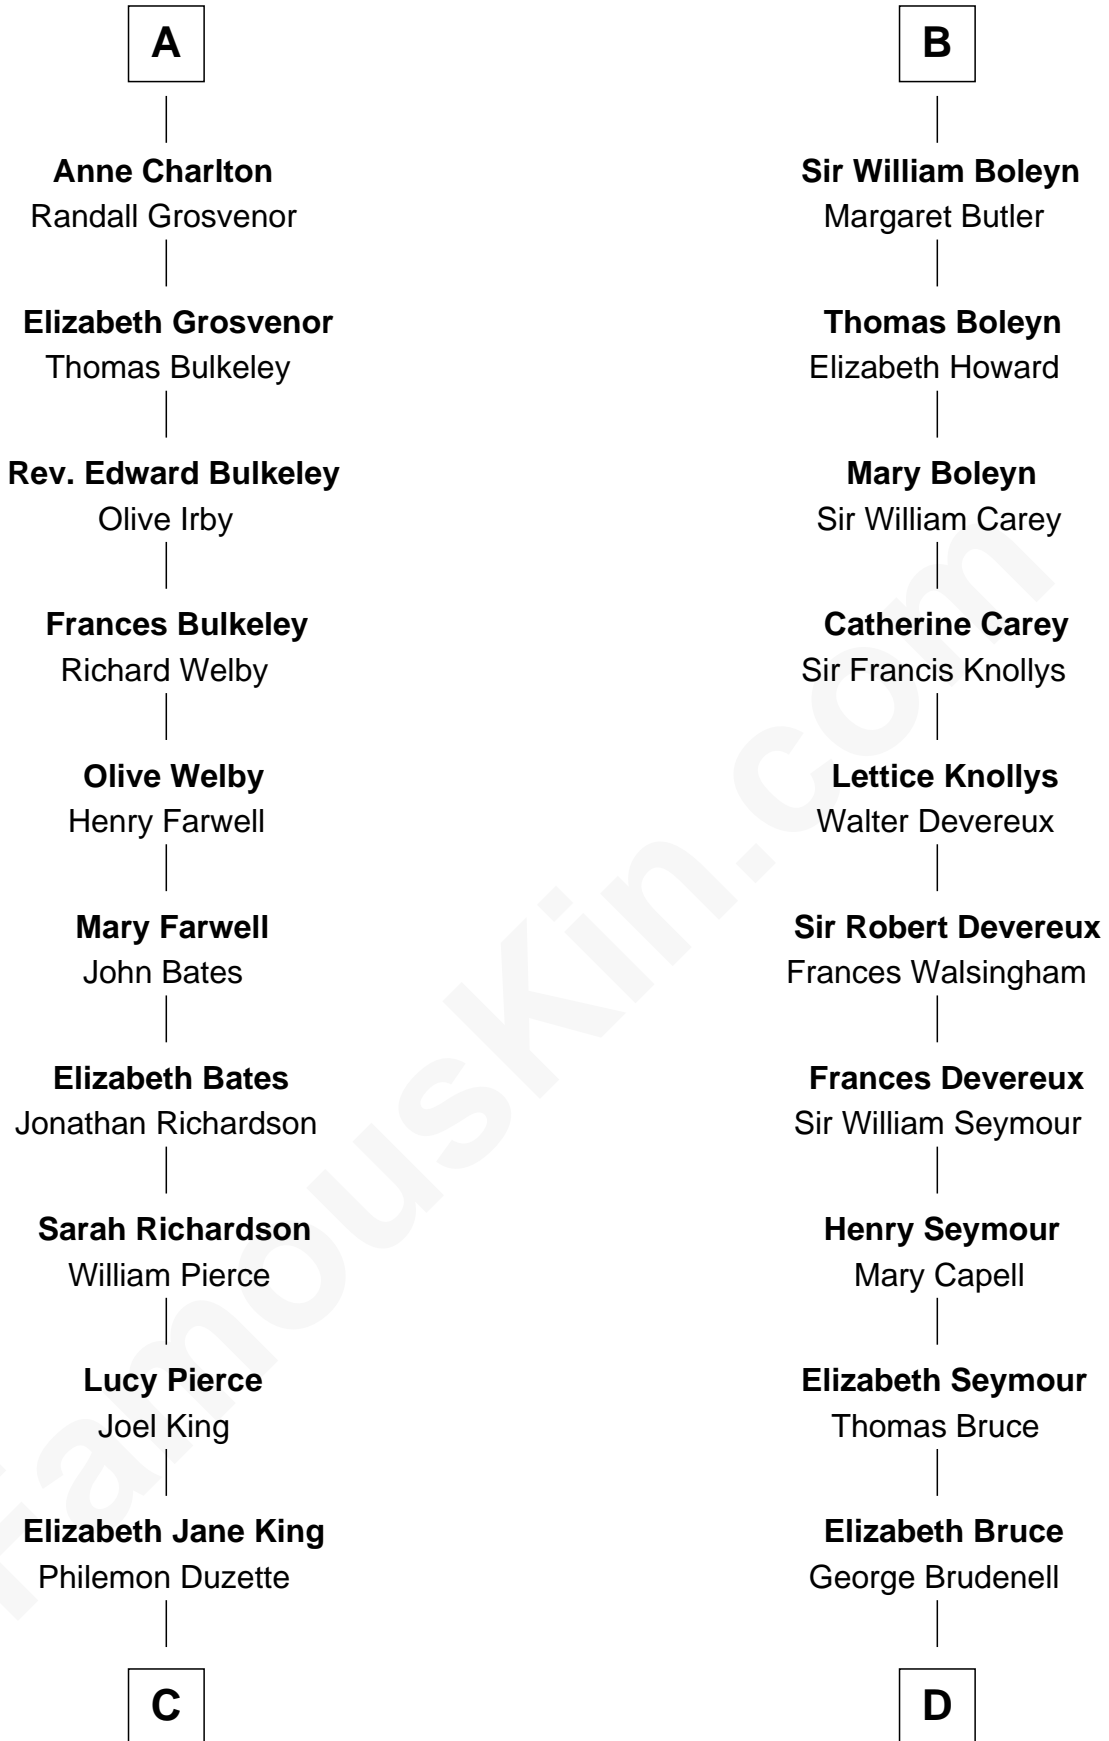 A
Anne Charlton
Randall Grosvenor
Elizabeth Grosvenor
Thomas Bulkeley
Rev. Edward Bulkeley
Olive Irby
Frances Bulkeley
Richard Welby
Olive Welby
Henry Farwell
Mary Farwell
John Bates
Elizabeth Bates
Jonathan Richardson
Sarah Richardson
William Pierce
Lucy Pierce
Joel King
Elizabeth Jane King
Philemon Duzette
C
B
Sir William Boleyn
Margaret Butler
Thomas Boleyn
Elizabeth Howard
Mary Boleyn
Sir William Carey
Catherine Carey
Sir Francis Knollys
Lettice Knollys
Walter Devereux
Sir Robert Devereux
Frances Walsingham
Frances Devereux
Sir William Seymour
Henry Seymour
Mary Capell
Elizabeth Seymour
Thomas Bruce
Elizabeth Bruce
George Brudenell
D
FamousKin.com